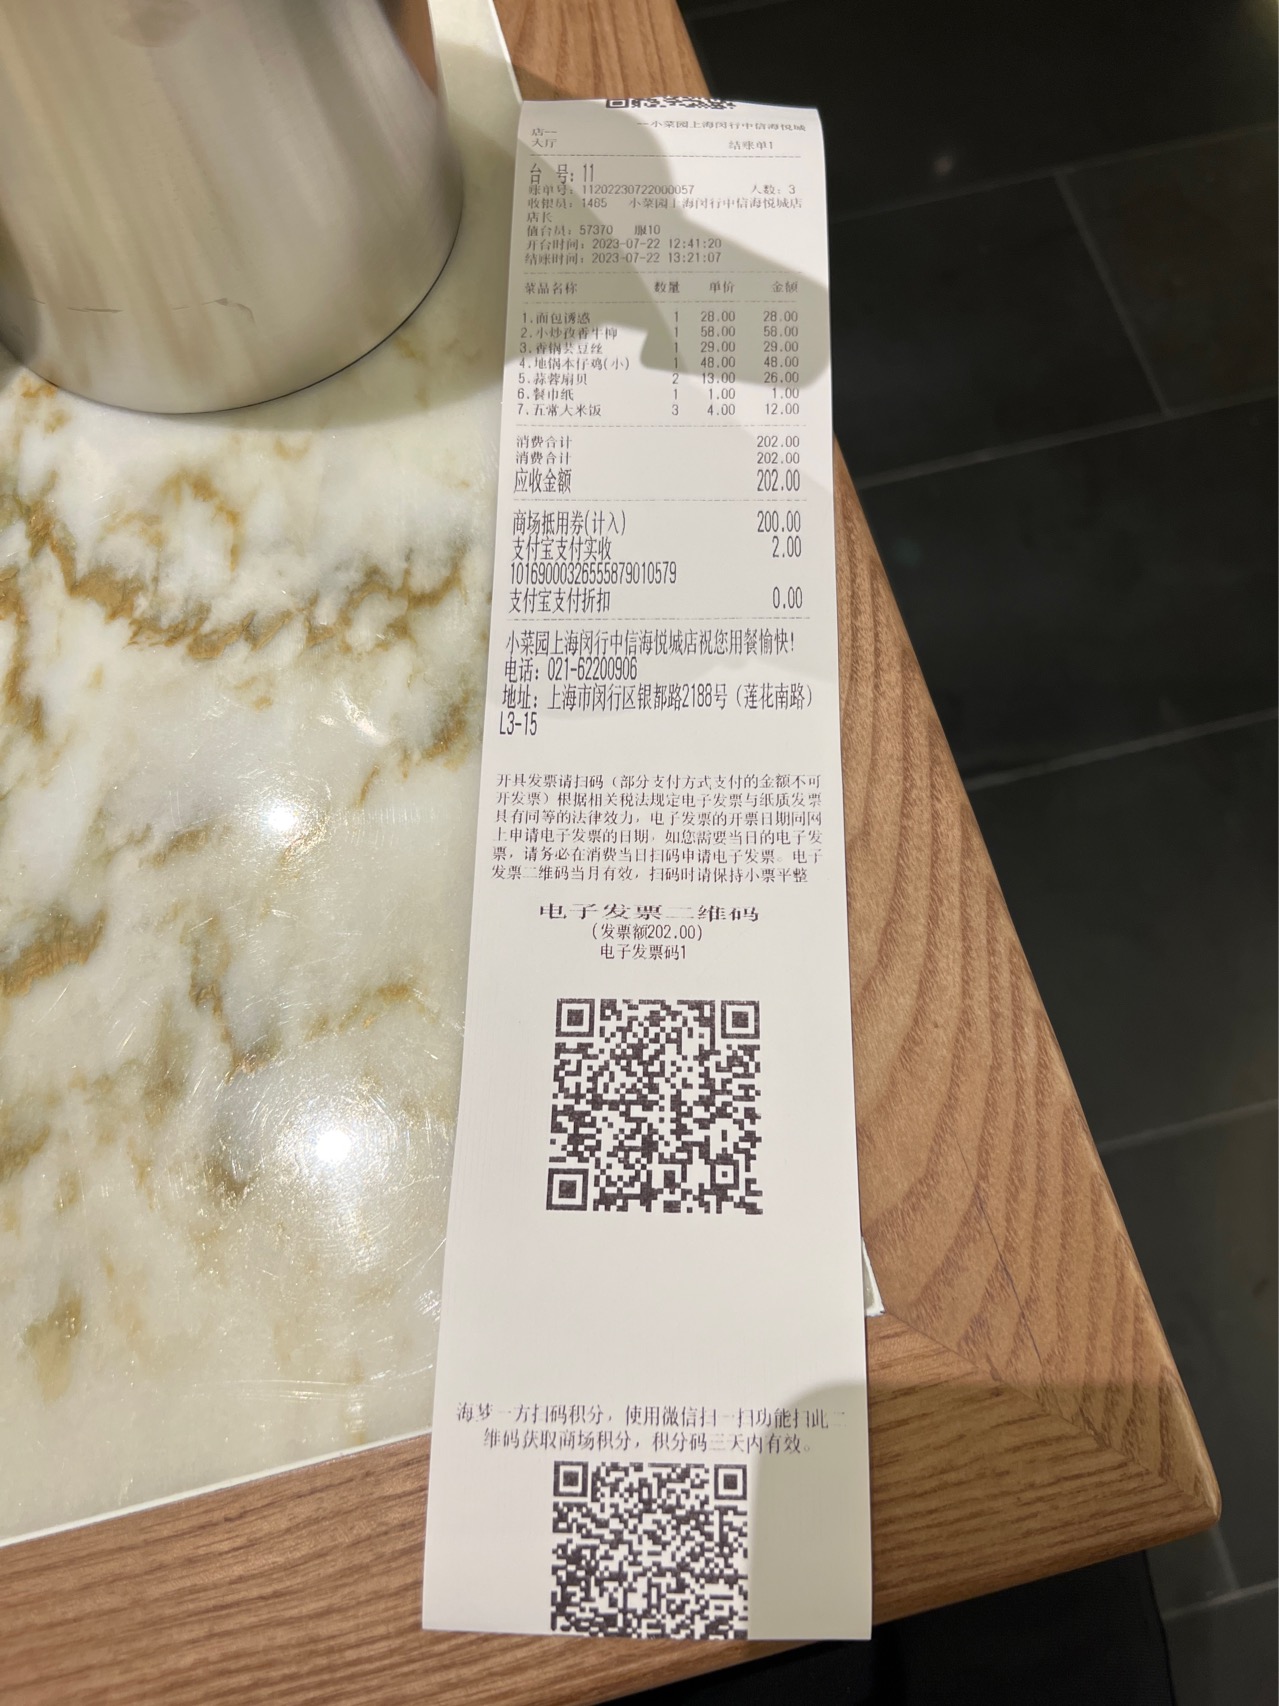 一小菜园上海闵行中信海悦城
店一
大厅 结账单1
台 号: 11
账单号: 11202230722000057 人数: 3
收银员: 1465 小菜园上海闵行中信海悦城店
店长
值台员: 57370 服10
开台时间: 2023-07-22 12:41:20
结账时间: 2023-07-22 13:21:07
菜品名称 数量 单价 金额
1.面包诱惑 1 28.00 28.00
2.小炒孜香牛柳 1 58.00 58.00
3.香锅芸豆丝 1 29.00 29.00
4.地锅本仔鸡(小) 1 48.00 48.00
5.蒜蓉扇贝 2 13.00 26.00
6.餐巾纸 1 1.00 1.00
7.五常大米饭 3 4.00 12.00
消费合计 202.00
消费合计 202.00
应收金额 202.00
商场抵用券(计入) 200.00
支付宝支付实收 2.00
10169000326555879010579
支付宝支付折扣 0.00
小菜园上海闵行中信海悦城店祝您用餐愉快!
电话: 021-62200906
地址: 上海市闵行区银都路2188号（莲花南路）
L3-15
开具发票请扫码（部分支付方式支付的金额不可
开发票）根据相关税法规定电子发票与纸质发票
具有同等的法律效力，电子发票的开票日期同网
上申请电子发票的日期，如您需要当日的电子发
票，请务必在消费当日扫码申请电子发票。电子
发票二维码当月有效，扫码时请保持小票平整
电子发票二维码
(发票额202.00)
电子发票码1
海梦一方扫码积分，使用微信扫一扫功能扫此二
维码获取商场积分，积分码三天内有效。